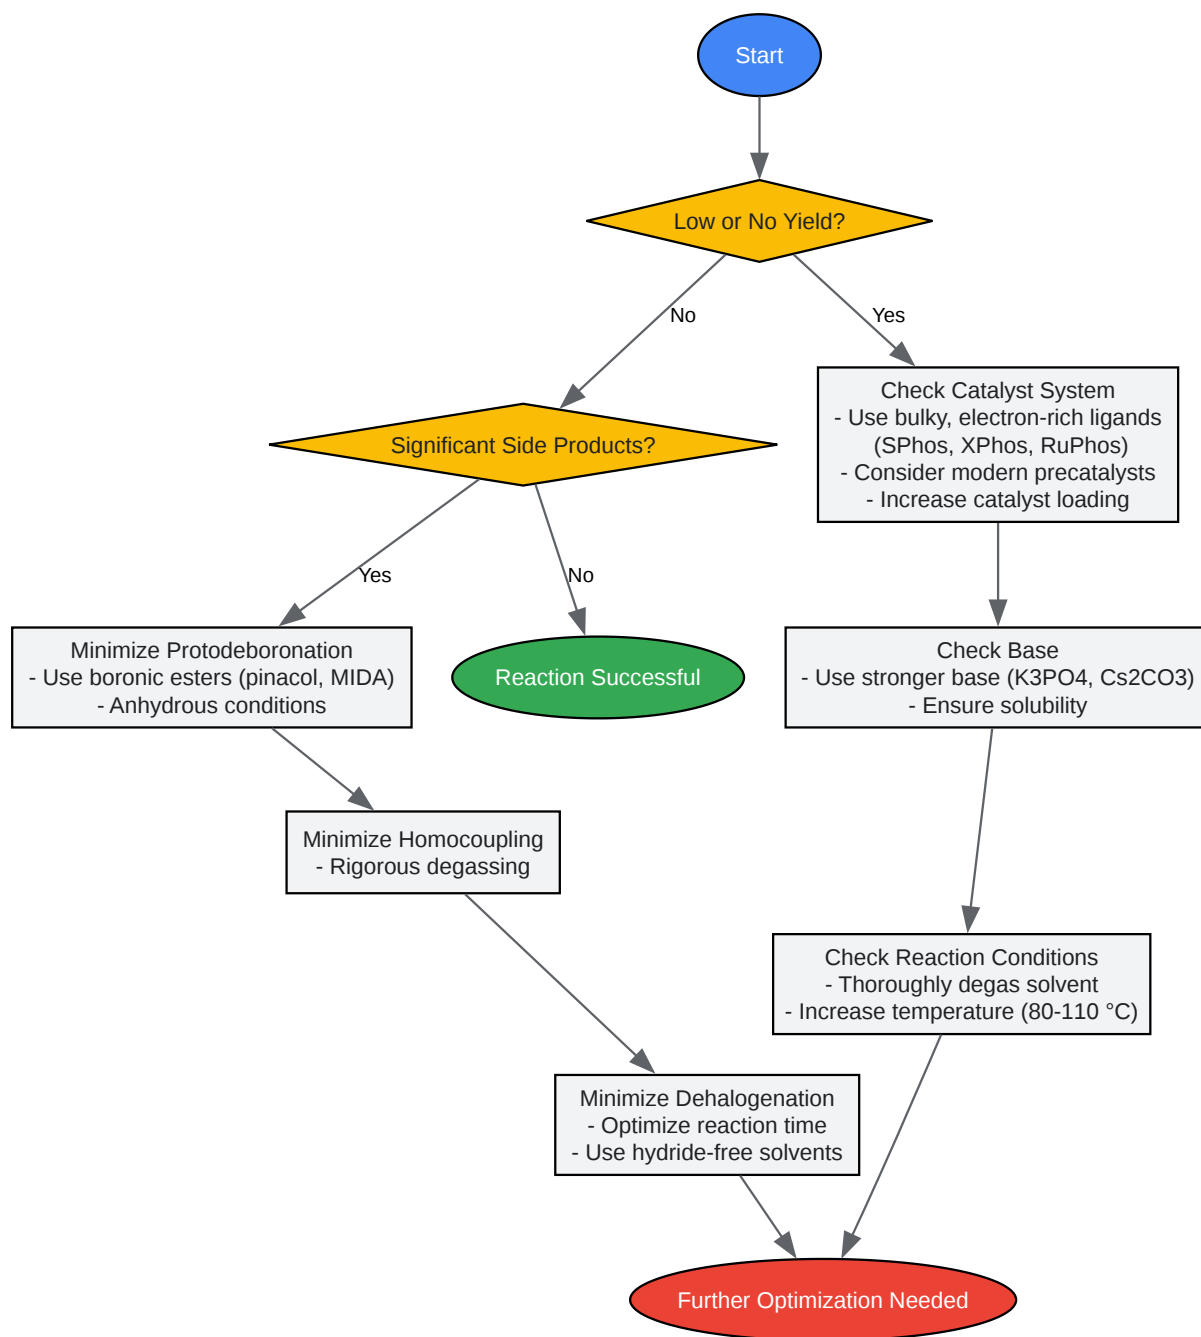 Start
Low or No Yield?
No
Yes
Check Catalyst System
- Use bulky, electron-rich ligands
(SPhos, XPhos, RuPhos)
- Consider modern precatalysts
- Increase catalyst loading
Significant Side Products?
Yes
No
Minimize Protodeboronation
- Use boronic esters (pinacol, MIDA)
- Anhydrous conditions
Reaction Successful
Check Base
- Use stronger base (K3PO4, Cs2CO3)
- Ensure solubility
Minimize Homocoupling
- Rigorous degassing
Check Reaction Conditions
- Thoroughly degas solvent
- Increase temperature (80-110 °C)
Minimize Dehalogenation
- Optimize reaction time
- Use hydride-free solvents
Further Optimization Needed